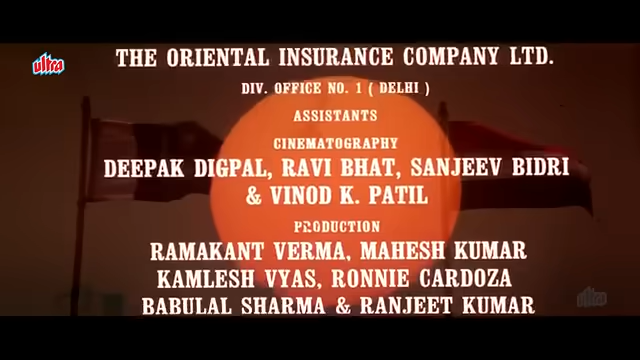 ultra
THE ORIENTAL INSURANCE COMPANY LTD.
DIV. OFFICE NO. 1 ( DELHI )
ASSISTANTS
CINEMATOGRAPHY
DEEPAK DIGPAL, RAVI BHAT, SANJEEV BIDRI
& VINOD K. PATIL
PRODUCTION
RAMAKANT VERMA, MAHESH KUMAR
KAMLESH VYAS, RONNIE CARDOZA
BABULAL SHARMA & RANJEET KUMAR
ultra